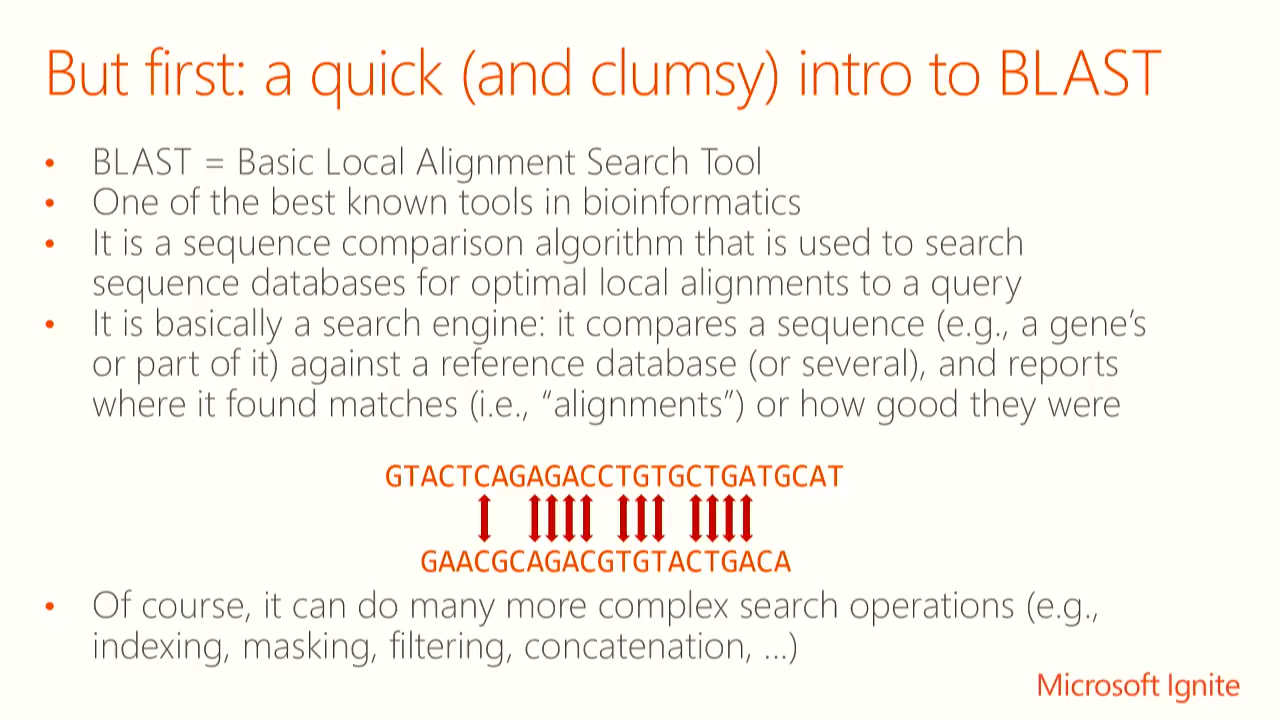 But first: a quick (and clumsy) intro to BLAST
• BLAST = Basic Local Alignment Search Tool
• One of the best known tools in bioinformatics
• It is a sequence comparison algorithm that is used to search
sequence databases for optimal local alignments to a query
• It is basically a search engine: it compares a sequence (e.g., a gene’s
or part of it) against a reference database (or several), and reports
where it found matches (i.e., “alignments”) or how good they were
GTACTCAGAGACCTGTGCTGATGCAT
GAACGCAGACGTGTACTGACA
• Of course, it can do many more complex search operations (e.g.,
indexing, masking, filtering, concatenation, …)
Microsoft Ignite